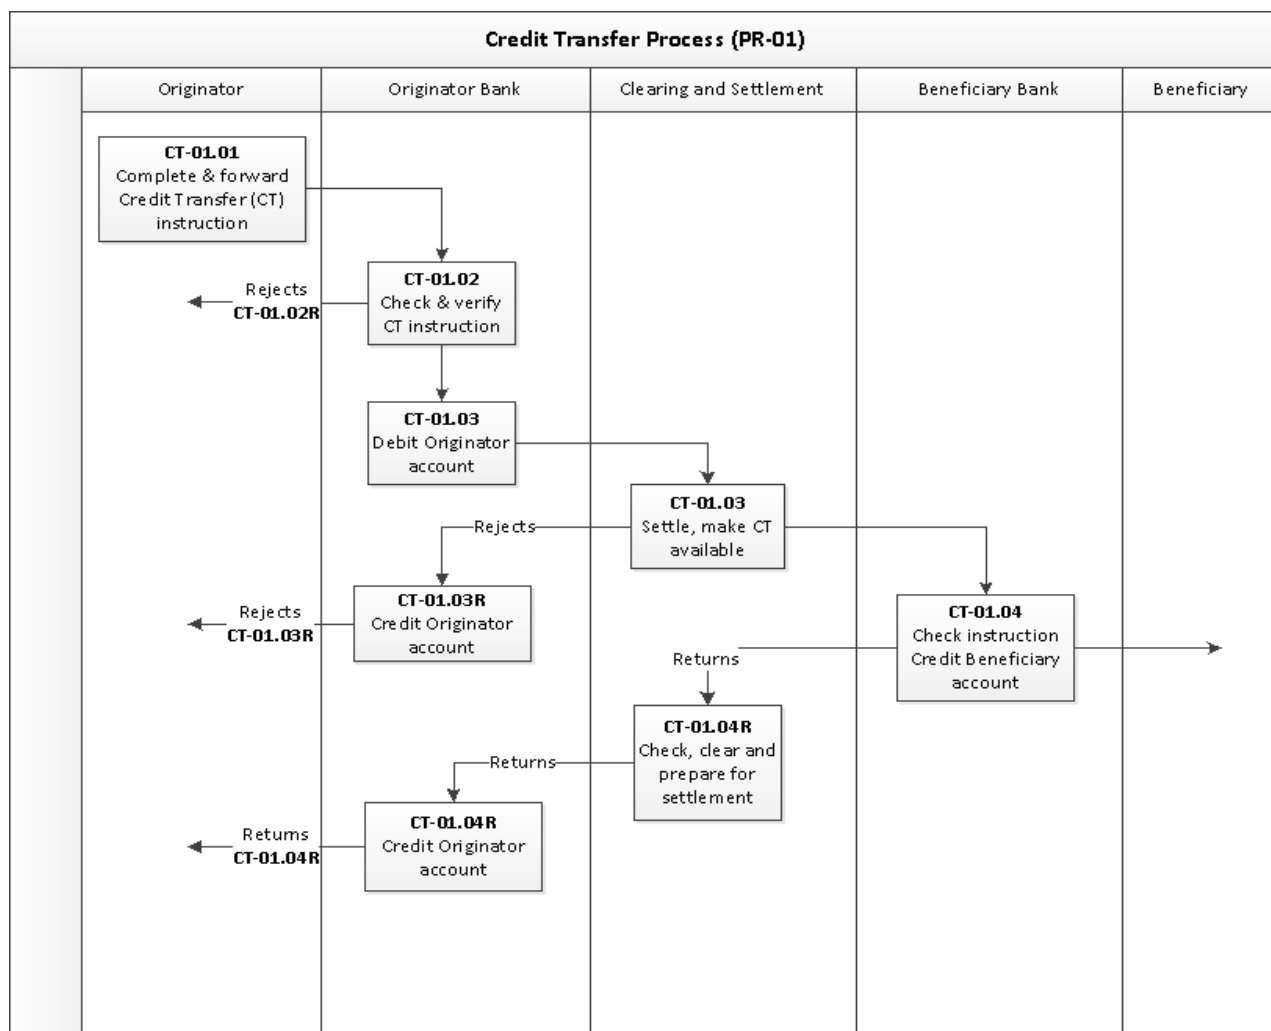 Credit Transfer Process (PR-01)
Originator
Originator Bank
Clearing and Settlement
Beneficiary Bank
Beneficiary
CT-01.01
Complete & forward
Credit Transfer (CT)
instruction
CT-01.02
Check & verify
CT instruction
Rejects
CT-01.02R
CT-01.03
Debit Originator
account
CT-01.03
Settle, make CT
available
Rejects
CT-01.03R
Credit Originator
account
Rejects
CT-01.03R
CT-01.04
Check instruction
Credit Beneficiary
account
Returns
CT-01.04R
Check, clear and
prepare for
settlement
Returns
CT-01.04R
Credit Originator
account
Returns
CT-01.04R